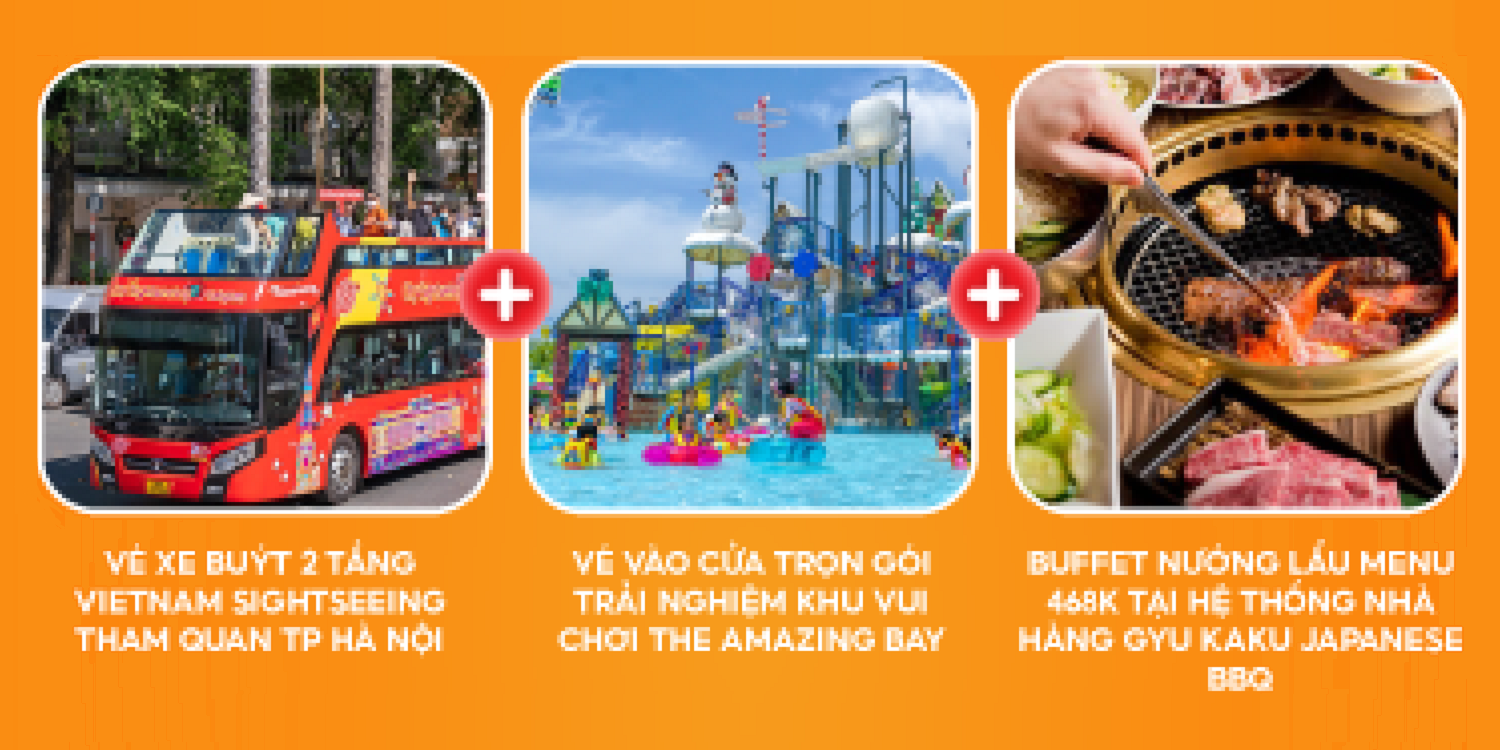 VÉ XE BUÝT 2 TẦNG
VIETNAM SIGHTSEEING
THAM QUAN TP HÀ NỘI
VÉ VÀO CỬA TRỌN GÓI
TRẢI NGHIỆM KHU VUI
CHƠI THE AMAZING BAY
BUFFET NƯỚNG LẨU MENU
468K TẠI HỆ THỐNG NHÀ
HÀNG GYU KAKU JAPANESE
BBQ